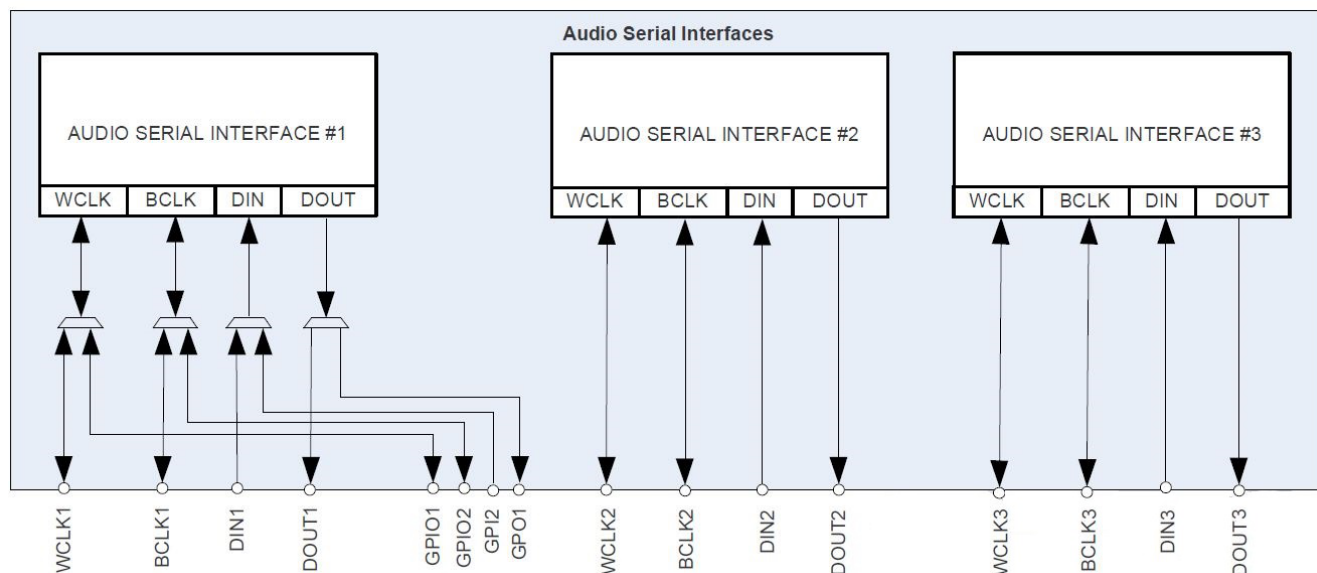 Audio Serial Interfaces
AUDIO SERIAL INTERFACE #1
WCLK BCLK DIN DOUT
AUDIO SERIAL INTERFACE #2
WCLK BCLK DIN DOUT
AUDIO SERIAL INTERFACE #3
WCLK BCLK DIN DOUT
WCLK1
BCLK1
DIN1
DOUT1
GPIO1
GPIO2
GPI2
GPO1
WCLK2
BCLK2
DIN2
DOUT2
WCLK3
BCLK3
DIN3
DOUT3